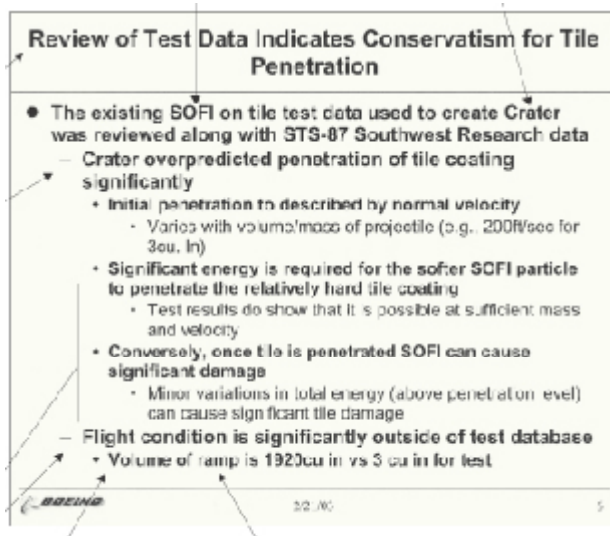 Review of Test Data Indicates Conservatism for Tile
Penetration
• The existing SOFI on tile test data used to create Crater
was reviewed along with STS-87 Southwest Research data
– Crater overpredicted penetration of tile coating
significantly
• Initial penetration to described by normal velocity
• Varies with volume/mass of projectile (e.g., 200ft/sec for
3cu. In)
• Significant energy is required for the softer SOFI particle
to penetrate the relatively hard tile coating
• Test results do show that it is possible at sufficient mass
and velocity
• Conversely, once tile is penetrated SOFI can cause
significant damage
• Minor variations in total energy (above penetration level)
can cause significant tile damage
– Flight condition is significantly outside of test database
• Volume of ramp is 1920cu in vs 3 cu in for test
BOEING